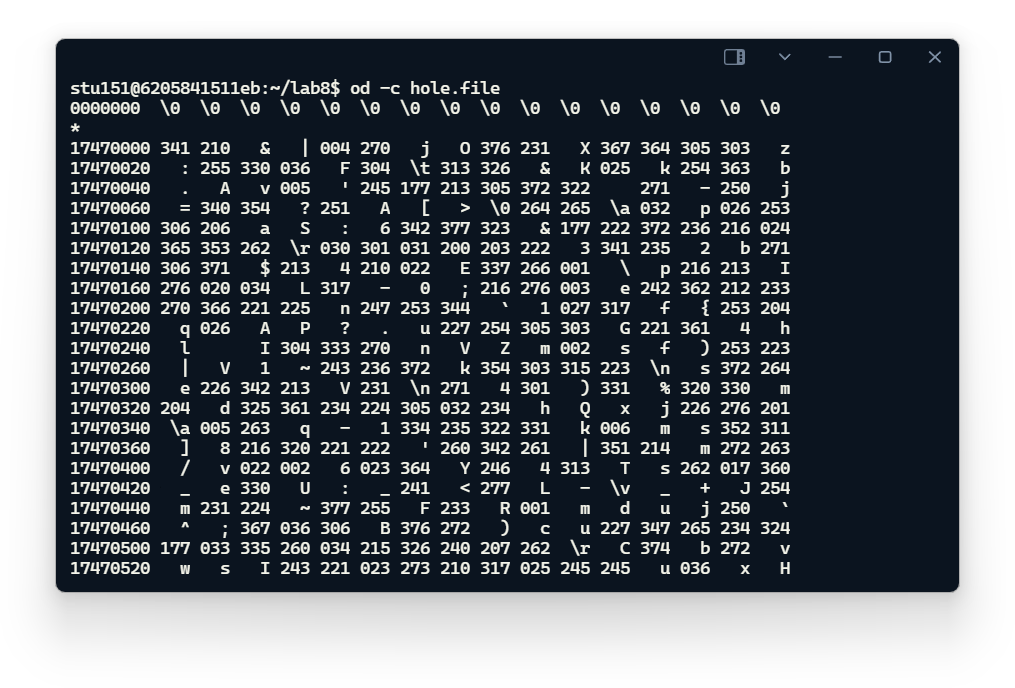 stu151@6205841511eb:~/lab8$ od -c hole.file
0000000  \0  \0  \0  \0  \0  \0  \0  \0  \0  \0  \0  \0  \0  \0  \0  \0
*
17470000 341 210   &   | 004 270   j   O 376 231   X 367 364 305 303   z
17470020   : 255 330 036   F 304  \t 313 326   &   K 025   k 254 363   b
17470040   .   A   v 005   ' 245 177 213 305 372 322     271   - 250   j
17470060   = 340 354   ? 251   A   [   >  \0 264 265  \a 032   p 026 253
17470100 306 206   a   S   :   6 342 377 323   & 177 222 372 236 216 024
17470120 365 353 262  \r 030 301 031 200 203 222   3 341 235   2   b 271
17470140 306 371   $ 213   4 210 022   E 337 266 001   \   p 216 213   I
17470160 276 020 034   L 317   -   0   ; 216 276 003   e 242 362 212 233
17470200 270 366 221 225   n 247 253 344   `   1 027 317   f   { 253 204
17470220   q 026   A   P   ?   .   u 227 254 305 303   G 221 361   4   h
17470240   l       I 304 333 270   n   V   Z   m 002   s   f   ) 253 223
17470260   |   V   1   ~ 243 236 372   k 354 303 315 223  \n   s 372 264
17470300   e 226 342 213   V 231  \n 271   4 301   ) 331   % 320 330   m
17470320 204   d 325 361 234 224 305 032 234   h   Q   x   j 226 276 201
17470340  \a 005 263   q   -   1 334 235 322 331   k 006   m   s 352 311
17470360   ]   8 216 320 221 222   ' 260 342 261   | 351 214   m 272 263
17470400   /   v 022 002   6 023 364   Y 246   4 313   T   s 262 017 360
17470420   _   e 330   U   :   _ 241   < 277   L   -  \v   _   +   J 254
17470440   m 231 224   ~ 377 255   F 233   R 001   m   d   u   j 250   `
17470460   ^   ; 367 036 306   B 376 272   )   c   u 227 347 265 234 324
17470500 177 033 335 260 034 215 326 240 207 262  \r   C 374   b 272   v
17470520   w   s   I 243 221 023 273 210 317 025 245 245   u 036   x   H